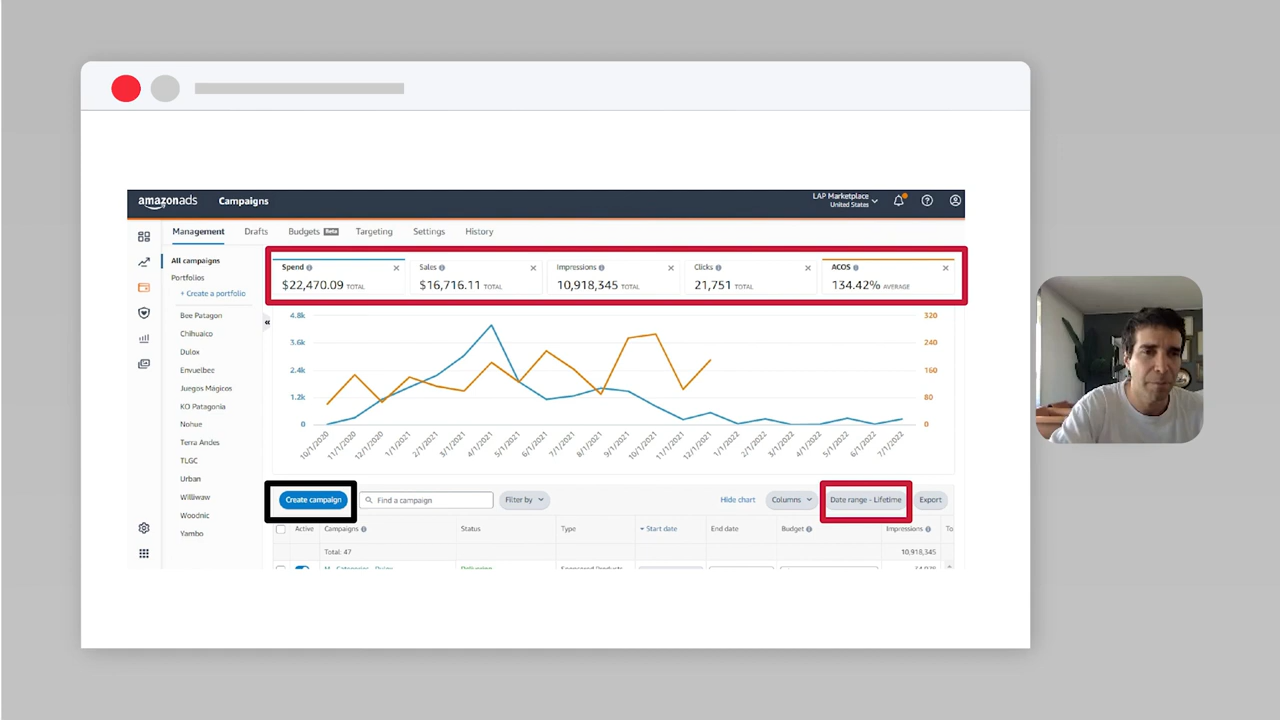 amazonads Campaigns LAP Marketplace
United States
Management Drafts Budgets Beta Targeting Settings History
All campaigns
Portfolios
+ Create a portfolio
Bee Patagon
Chihuaico
Dulox
Envuelbee
Juegos Mágicos
KO Patagonia
Nohue
Terra Andes
TLGC
Urban
Williwaw
Woodnic
Yambo
Spend Sales Impressions Clicks ACOS
$22,470.09 TOTAL $16,716.11 TOTAL 10,918,345 TOTAL 21,751 TOTAL 134.42% AVERAGE
4.8k 320
3.6k 240
2.4k 160
1.2k 80
0 0
10/1/2020 11/1/2020 12/1/2020 1/1/2021 2/1/2021 3/1/2021 4/1/2021 5/1/2021 6/1/2021 7/1/2021 8/1/2021 9/1/2021 10/1/2021 11/1/2021 12/1/2021 1/1/2022 2/1/2022 3/1/2022 4/1/2022 5/1/2022 6/1/2022 7/1/2022
Create campaign Find a campaign Filter by Hide chart Columns Date range - Lifetime Export
Active Campaigns Status Type Start date End date Budget Impressions To
Total: 47 10,918,345